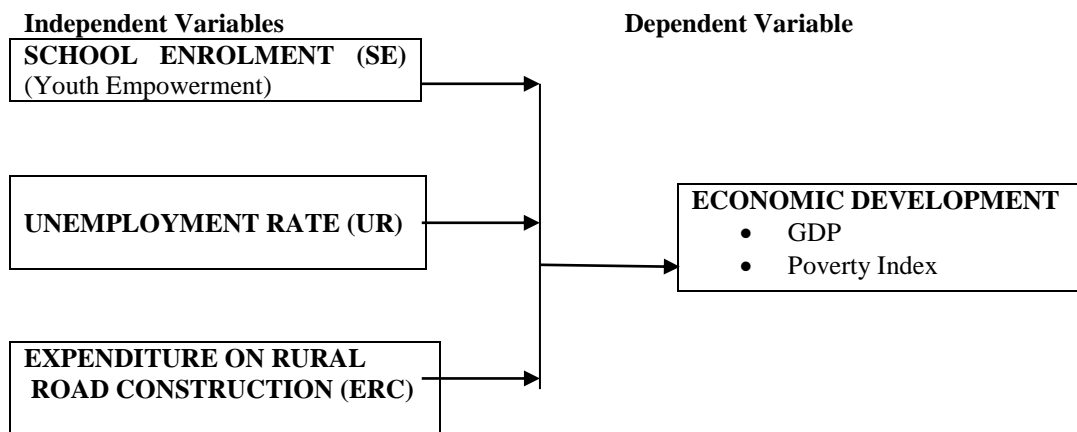 Independent Variables
Dependent Variable
SCHOOL ENROLMENT (SE)
(Youth Empowerment)
UNEMPLOYMENT RATE (UR)
ECONOMIC DEVELOPMENT
• GDP
• Poverty Index
EXPENDITURE ON RURAL
ROAD CONSTRUCTION (ERC)